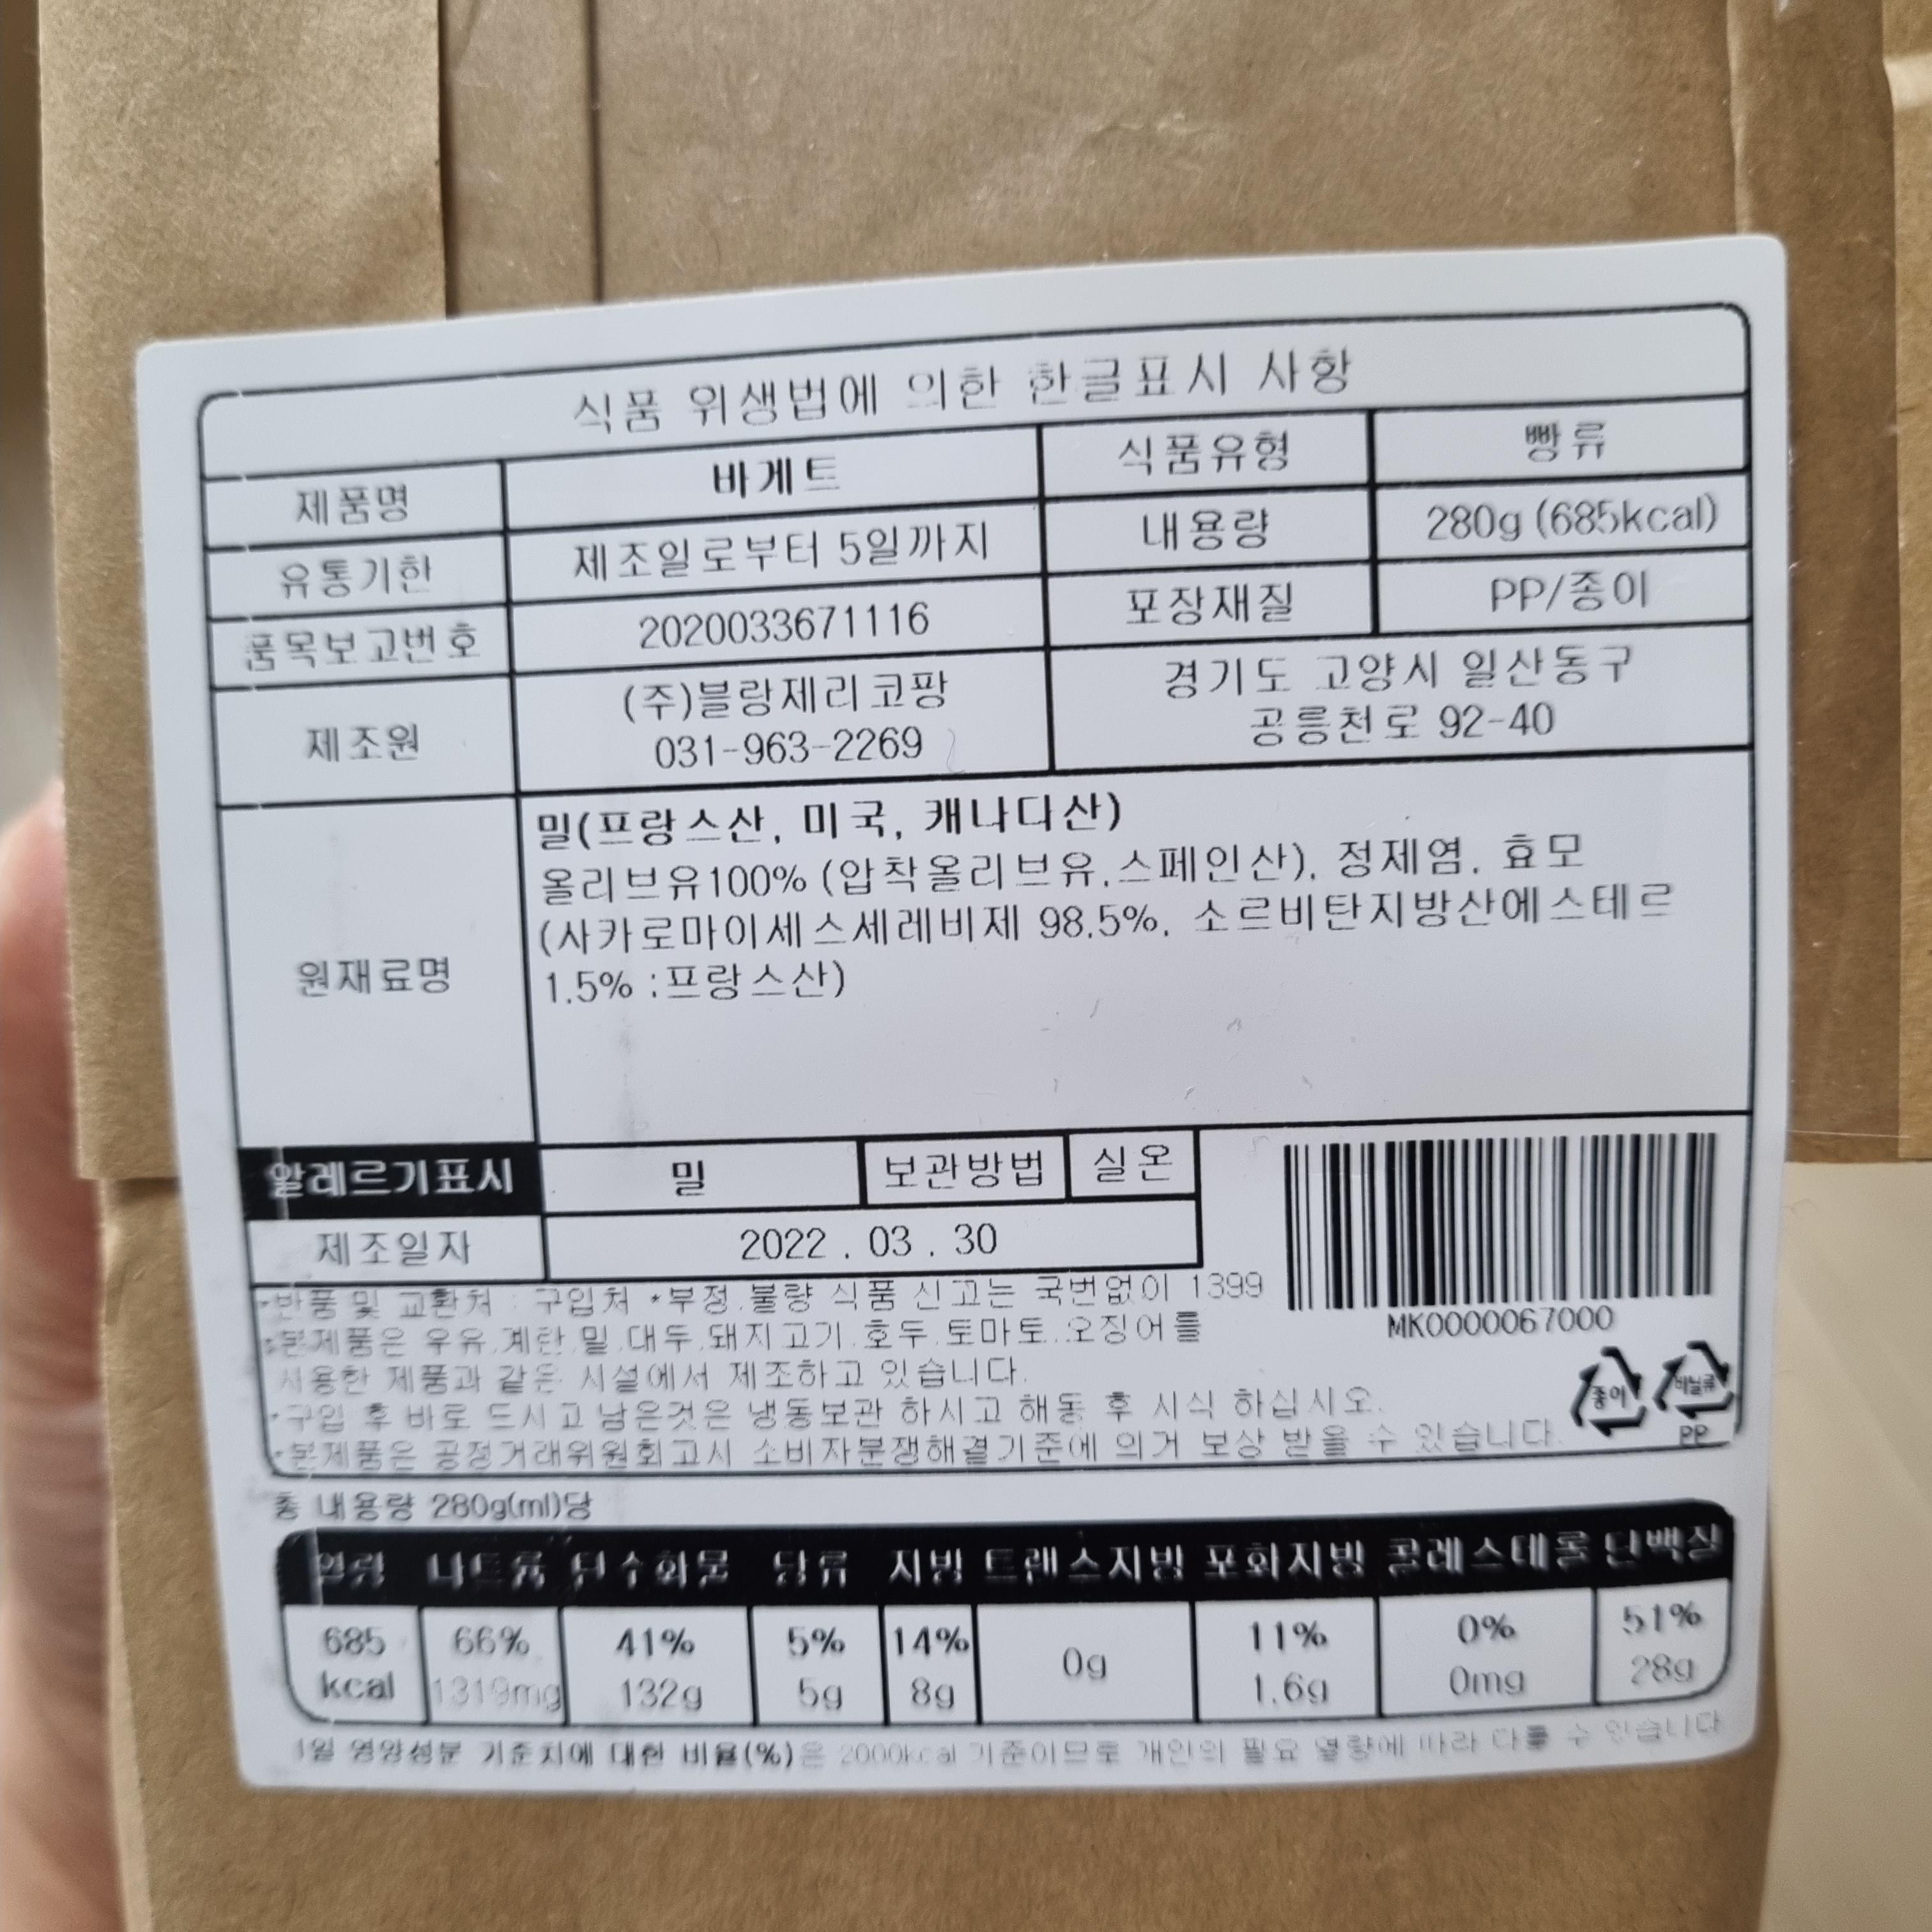 식품 위생법에 의한 한글표시 사항
제품명 바게트 식품유형 빵류
유통기한 제조일로부터 5일까지 내용량 280g (685kcal)
품목보고번호 2020033671116 포장재질 PP/종이
제조원 (주)블랑제리코팡 경기도 고양시 일산동구
031-963-2269 공릉천로 92-40
원재료명
밀(프랑스산, 미국, 캐나다산)
올리브유100% (압착올리브유,스페인산), 정제염, 효모
(사카로마이세스세레비제 98.5%, 소르비탄지방산에스테르
1.5% :프랑스산)
알레르기표시 밀 보관방법 실온
제조일자 2022 . 03 . 30
MK0000067000
*반품 및 교환처 : 구입처 *부정.불량 식품 신고는 국번없이 1399
*본제품은 우유,계란,밀,대두,돼지고기,호두,토마토,오징어를
사용한 제품과 같은 시설에서 제조하고 있습니다.
*구입 후 바로 드시고 남은것은 냉동보관 하시고 해동 후 시식 하십시오.
*본제품은 공정거래위원회고시 소비자분쟁해결기준에 의거 보상 받을 수 있습니다.
종이 비닐류
PP
총 내용량 280g(ml)당
열량 나트륨 탄수화물 당류 지방 트랜스지방 포화지방 콜레스테롤 단백질
685 66% 41% 5% 14% 0g 11% 0% 51%
kcal 1319mg 132g 5g 8g 1.6g 0mg 28g
1일 영양성분 기준치에 대한 비율(%)은 2000kcal 기준이므로 개인의 필요 열량에 따라 다를 수 있습니다